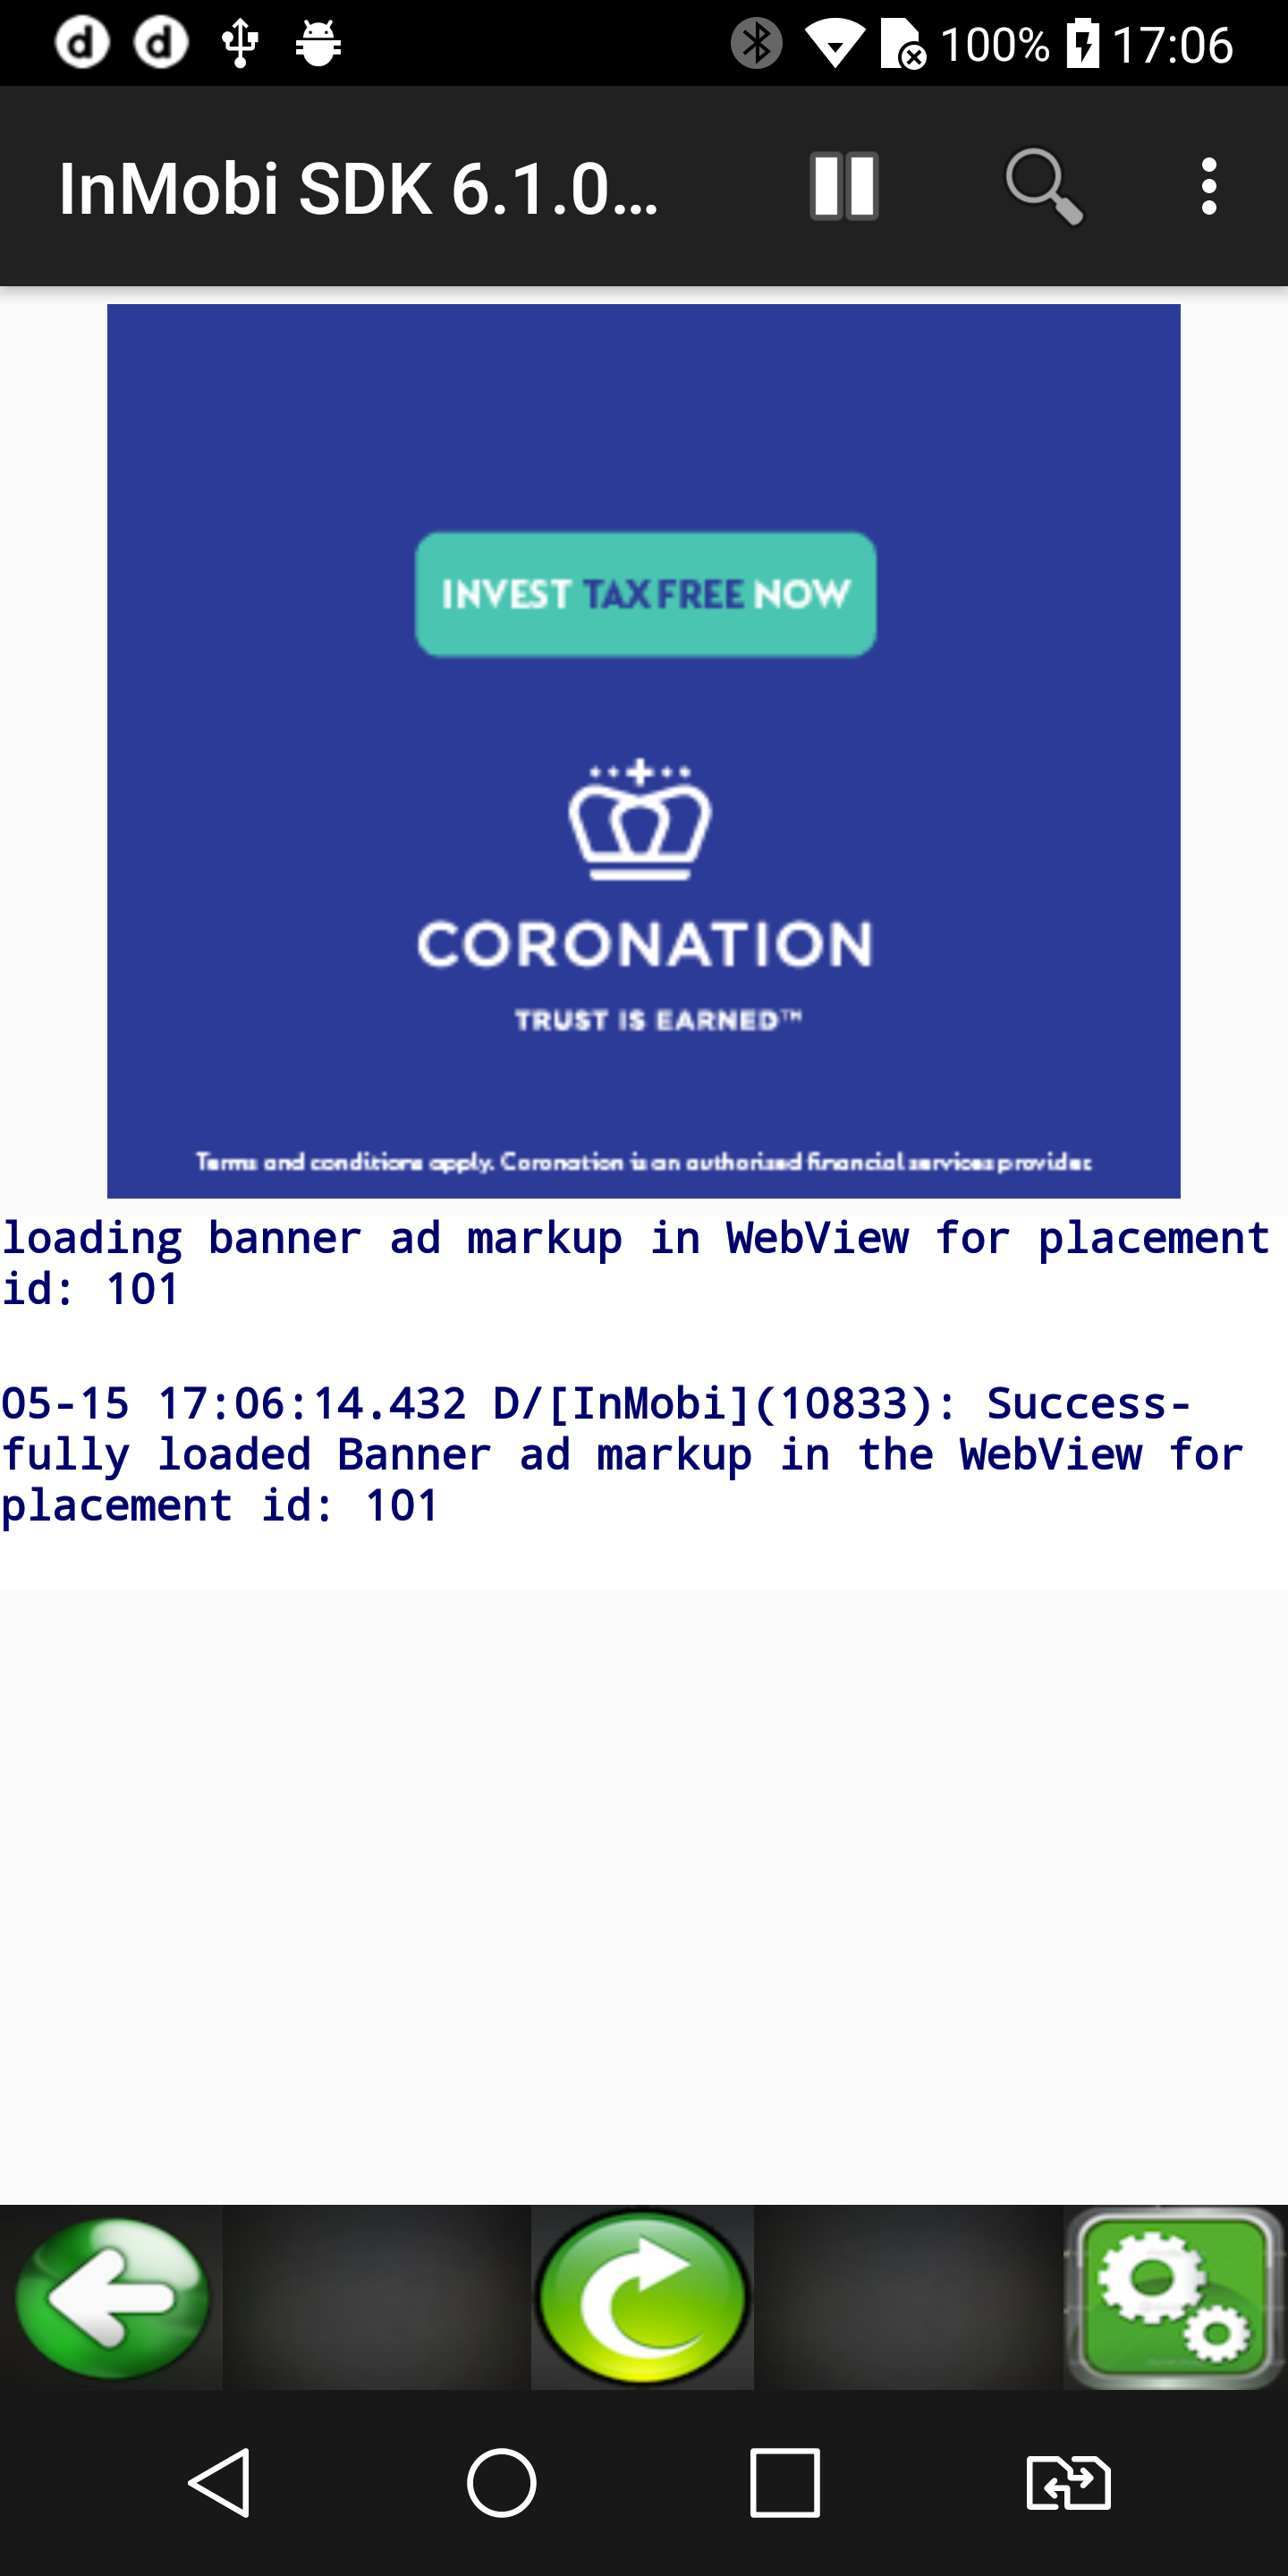 100% 17:06
InMobi SDK 6.1.0...
INVEST TAX FREE NOW
CORONATION
TRUST IS EARNED™
Terms and conditions apply. Coronation is an authorised financial services provider.
loading banner ad markup in WebView for placement
id: 101
05-15 17:06:14.432 D/[InMobi](10833): Success-
fully loaded Banner ad markup in the WebView for
placement id: 101